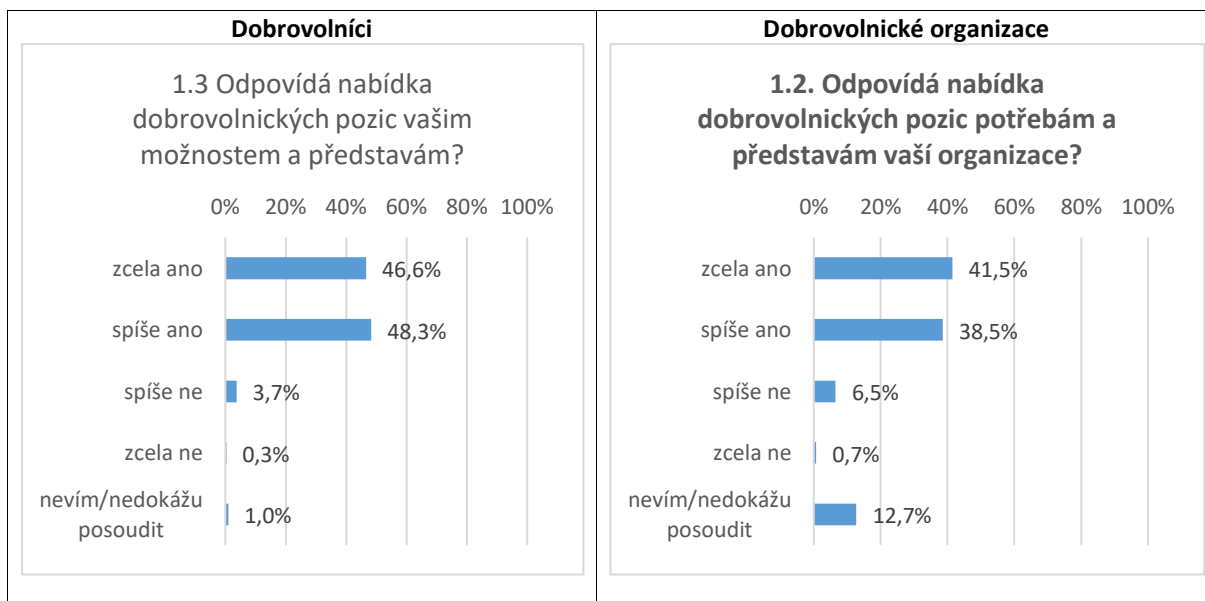 Dobrovolníci
1.3 Odpovídá nabídka
dobrovolnických pozic vašim
možnostem a představám?
0% 20% 40% 60% 80% 100%
zcela ano 46,6%
spíše ano 48,3%
spíše ne 3,7%
zcela ne 0,3%
nevím/nedokážu
posoudit 1,0%
Dobrovolnické organizace
1.2. Odpovídá nabídka
dobrovolnických pozic potřebám a
představám vaší organizace?
0% 20% 40% 60% 80% 100%
zcela ano 41,5%
spíše ano 38,5%
spíše ne 6,5%
zcela ne 0,7%
nevím/nedokážu
posoudit 12,7%